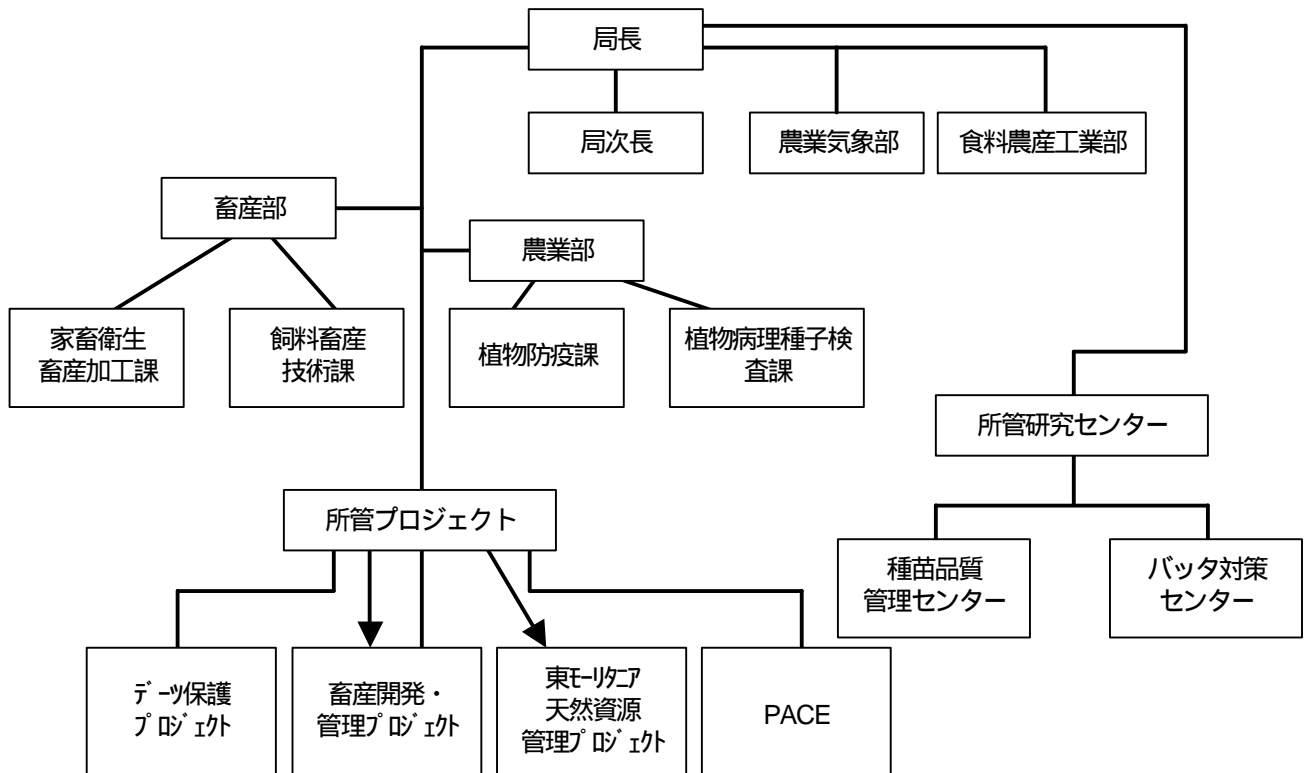 局長
局次長
農業気象部
食料農産工業部
畜産部
農業部
家畜衛生
畜産加工課
飼料畜産
技術課
植物防疫課
植物病理種子検
査課
所管研究センター
所管プロジェクト
種苗品質
管理センター
バッタ対策
センター
ﾃﾞｰﾂ保護
ﾌﾟﾛｼﾞｪｸﾄ
畜産開発・
管理ﾌﾟﾛｼﾞｪｸﾄ
東ﾓｰﾘﾀﾆｱ
天然資源
管理ﾌﾟﾛｼﾞｪｸﾄ
PACE